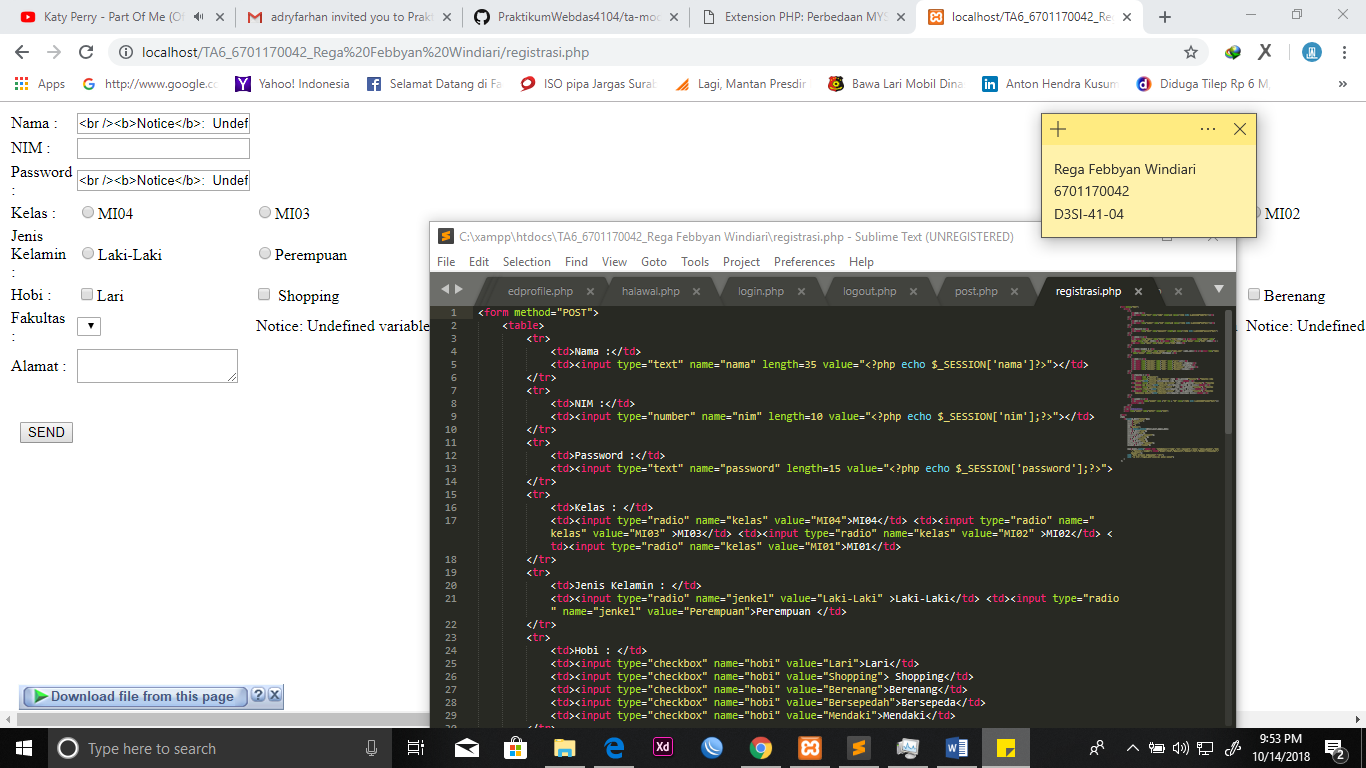 Katy Perry - Part Of Me (Of
adryfarhan invited you to Prakt
PraktikumWebdas4104/ta-moc
Extension PHP: Perbedaan MYS
localhost/TA6_6701170042_Re
localhost/TA6_6701170042_Rega%20Febbyan%20Windiari/registrasi.php
Apps
http://www.google.cc
Yahoo! Indonesia
Selamat Datang di Fa
ISO pipa Jargas Surab
Lagi, Mantan Presdir
Bawa Lari Mobil Dina
Anton Hendra Kusum
Diduga Tilep Rp 6 M,
»
Nama : <br /><b>Notice</b>: Undef
NIM :
Password
: <br /><b>Notice</b>: Undef
Kelas : MI04 MI03 MI02
Jenis
Kelamin Laki-Laki Perempuan
:
Hobi : Lari Shopping Berenang
Fakultas
: Notice: Undefined variable Notice: Undefined
Alamat :
SEND
Rega Febbyan Windiari
6701170042
D3SI-41-04
C:\xampp\htdocs\TA6_6701170042_Rega Febbyan Windiari\registrasi.php - Sublime Text (UNREGISTERED)
File Edit Selection Find View Goto Tools Project Preferences Help
edprofile.php halawal.php login.php logout.php post.php registrasi.php
1 <form method="POST">
2 <table>
3 <tr>
4 <td>Nama :</td>
5 <td><input type="text" name="nama" length=35 value="<?php echo $_SESSION['nama']?>"></td>
6 </tr>
7 <tr>
8 <td>NIM :</td>
9 <td><input type="number" name="nim" length=10 value="<?php echo $_SESSION['nim'];?>"></td>
10 </tr>
11 <tr>
12 <td>Password :</td>
13 <td><input type="text" name="password" length=15 value="<?php echo $_SESSION['password'];?>">
14 </tr>
15 <tr>
16 <td>Kelas : </td>
17 <td><input type="radio" name="kelas" value="MI04">MI04</td> <td><input type="radio" name="
kelas" value="MI03" >MI03</td> <td><input type="radio" name="kelas" value="MI02" >MI02</td> <
td><input type="radio" name="kelas" value="MI01">MI01</td>
18 </tr>
19 <tr>
20 <td>Jenis Kelamin : </td>
21 <td><input type="radio" name="jenkel" value="Laki-Laki" >Laki-Laki</td> <td><input type="radio
" name="jenkel" value="Perempuan">Perempuan </td>
22 </tr>
23 <tr>
24 <td>Hobi : </td>
25 <td><input type="checkbox" name="hobi" value="Lari">Lari</td>
26 <td><input type="checkbox" name="hobi" value="Shopping"> Shopping</td>
27 <td><input type="checkbox" name="hobi" value="Berenang">Berenang</td>
28 <td><input type="checkbox" name="hobi" value="Bersepedah">Bersepeda</td>
29 <td><input type="checkbox" name="hobi" value="Mendaki">Mendaki</td>
Download file from this page ? X
Type here to search
Xd
9:53 PM
10/14/2018
2